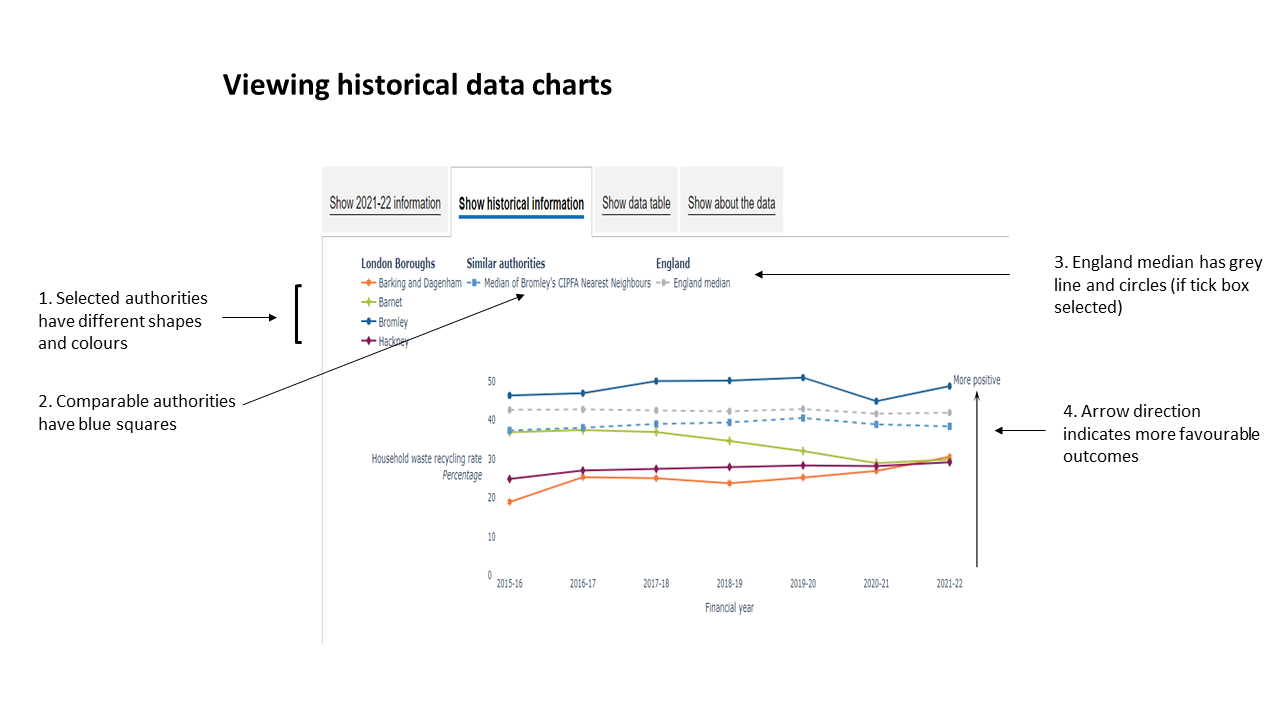 Viewing historical data charts
Show 2021-22 information
Show historical information
Show data table
Show about the data
London Boroughs
Barking and Dagenham
Barnet
Bromley
Hackney
Similar authorities
Median of Bromley's CIPFA Nearest Neighbours
England
England median
1. Selected authorities
have different shapes
and colours
2. Comparable authorities
have blue squares
3. England median has grey
line and circles (if tick box
selected)
4. Arrow direction
indicates more favourable
outcomes
More positive
Household waste recycling rate
Percentage
50
40
30
20
10
0
2015-16
2016-17
2017-18
2018-19
2019-20
2020-21
2021-22
Financial year